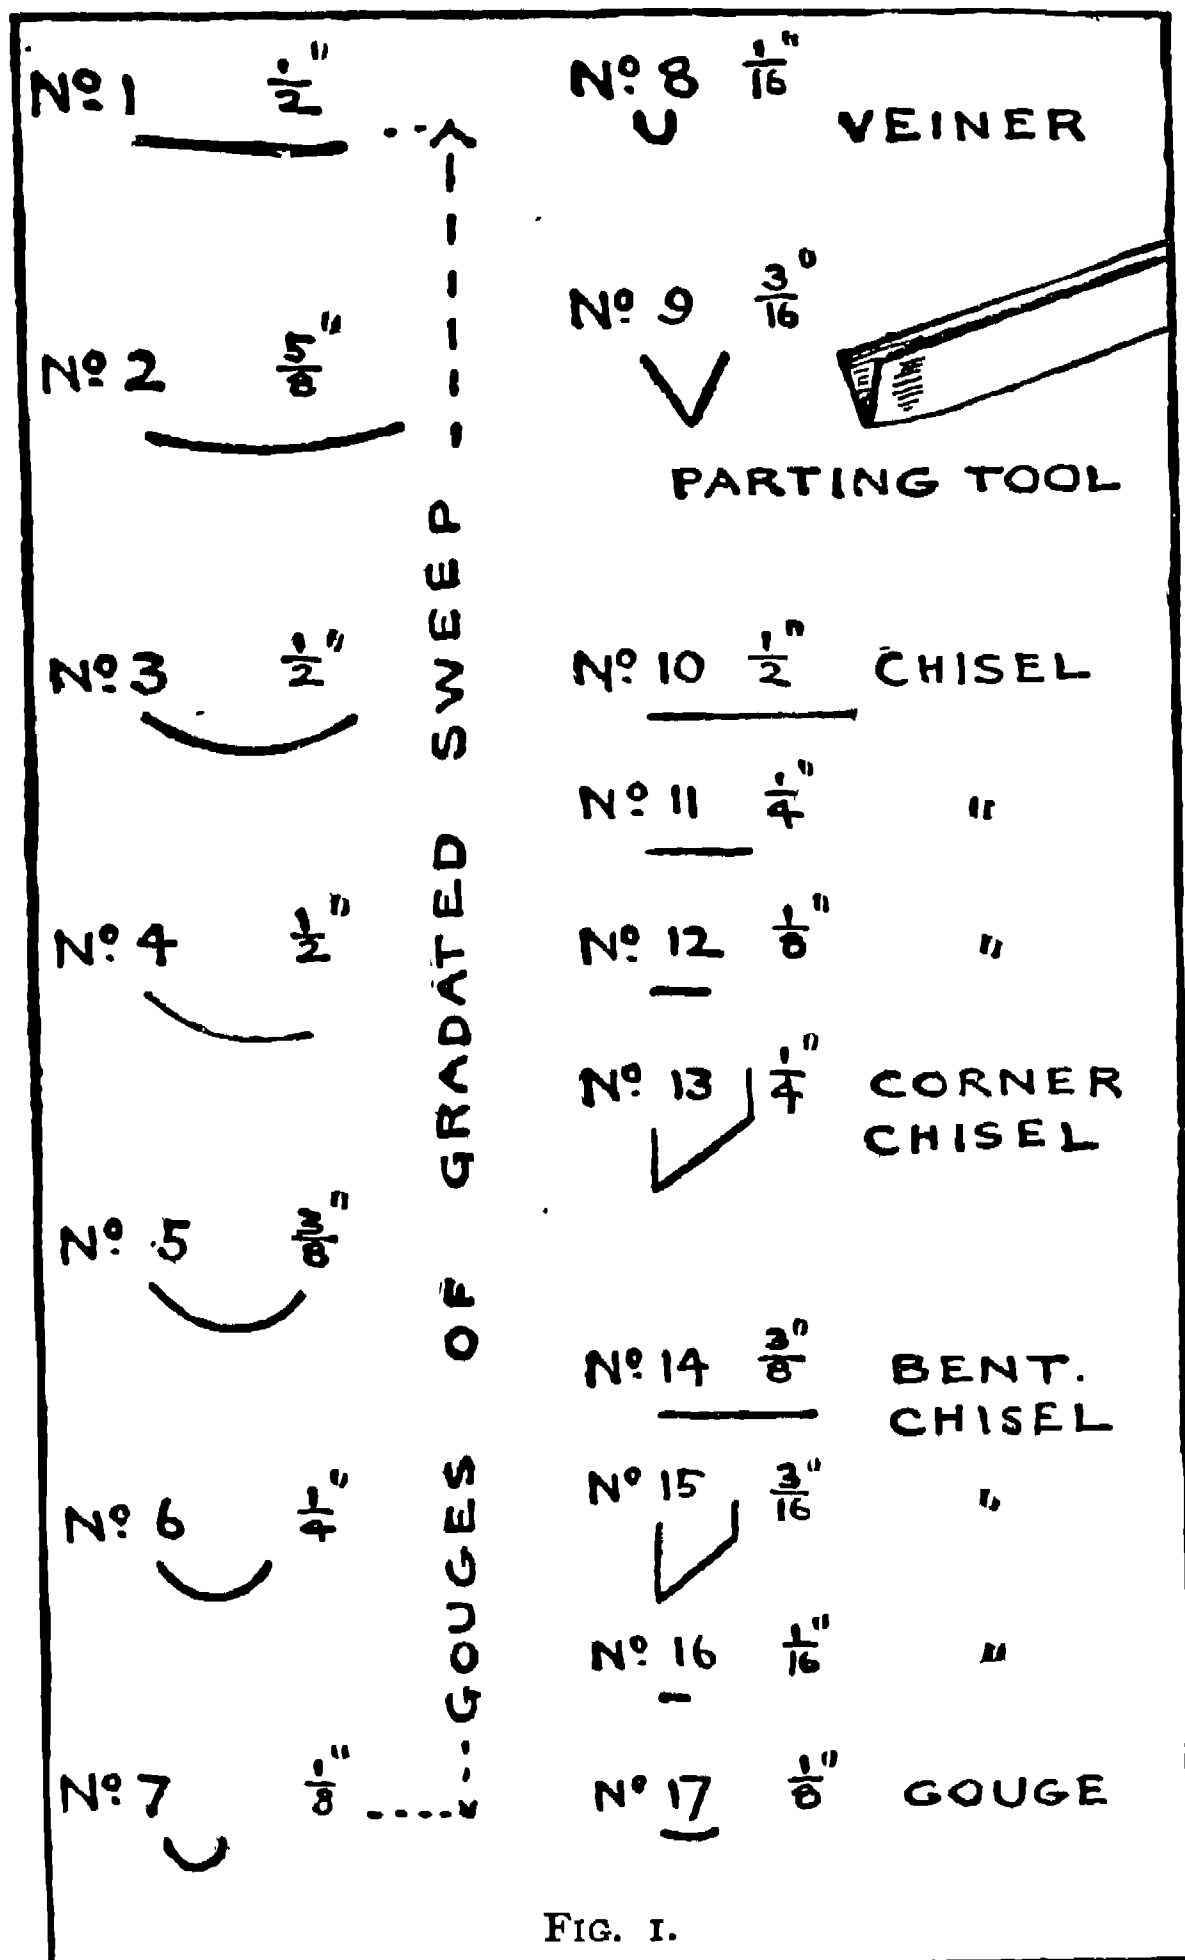 Nº 1 1/2"
Nº 2 5/8"
Nº 3 1/2"
Nº 4 1/2"
Nº 5 3/8"
Nº 6 1/4"
Nº 7 1/8"
GOUGES OF GRADATED SWEEP
Nº 8 1/16"
VEINER
Nº 9 3/16"
PARTING TOOL
Nº 10 1/2" CHISEL
Nº 11 1/4" "
Nº 12 1/8" "
Nº 13 1/4" CORNER
CHISEL
Nº 14 3/8" BENT.
CHISEL
Nº 15 3/16" "
Nº 16 1/16" "
Nº 17 1/8" GOUGE
FIG. 1.